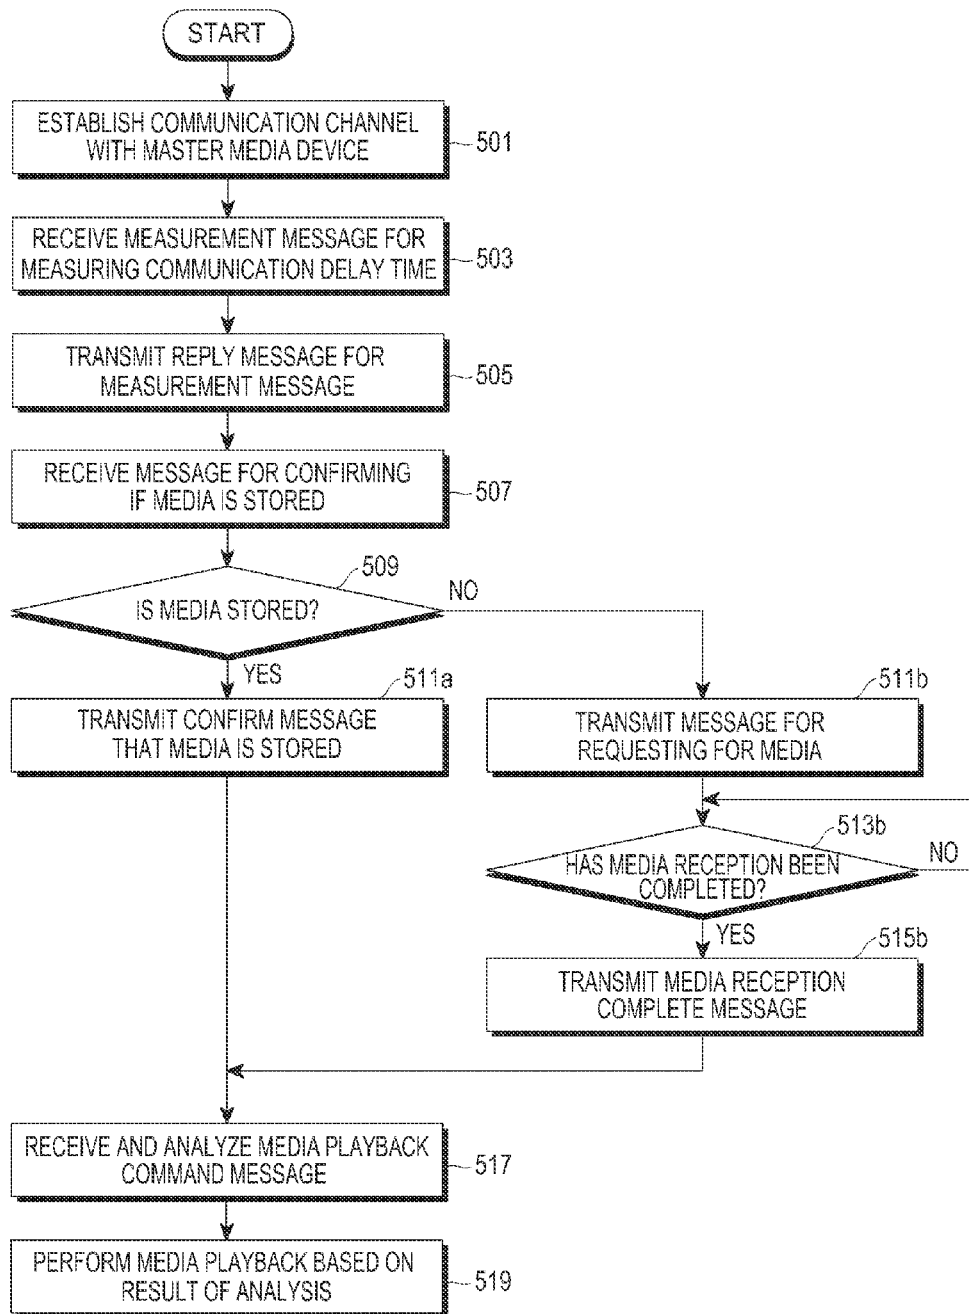 START
ESTABLISH COMMUNICATION CHANNEL
WITH MASTER MEDIA DEVICE
501
RECEIVE MEASUREMENT MESSAGE FOR
MEASURING COMMUNICATION DELAY TIME
503
TRANSMIT REPLY MESSAGE FOR
MEASUREMENT MESSAGE
505
RECEIVE MESSAGE FOR CONFIRMING
IF MEDIA IS STORED
507
509
IS MEDIA STORED?
NO
YES
511a
TRANSMIT CONFIRM MESSAGE
THAT MEDIA IS STORED
511b
TRANSMIT MESSAGE FOR
REQUESTING FOR MEDIA
513b
HAS MEDIA RECEPTION BEEN
COMPLETED?
NO
YES
515b
TRANSMIT MEDIA RECEPTION
COMPLETE MESSAGE
RECEIVE AND ANALYZE MEDIA PLAYBACK
COMMAND MESSAGE
517
PERFORM MEDIA PLAYBACK BASED ON
RESULT OF ANALYSIS
519